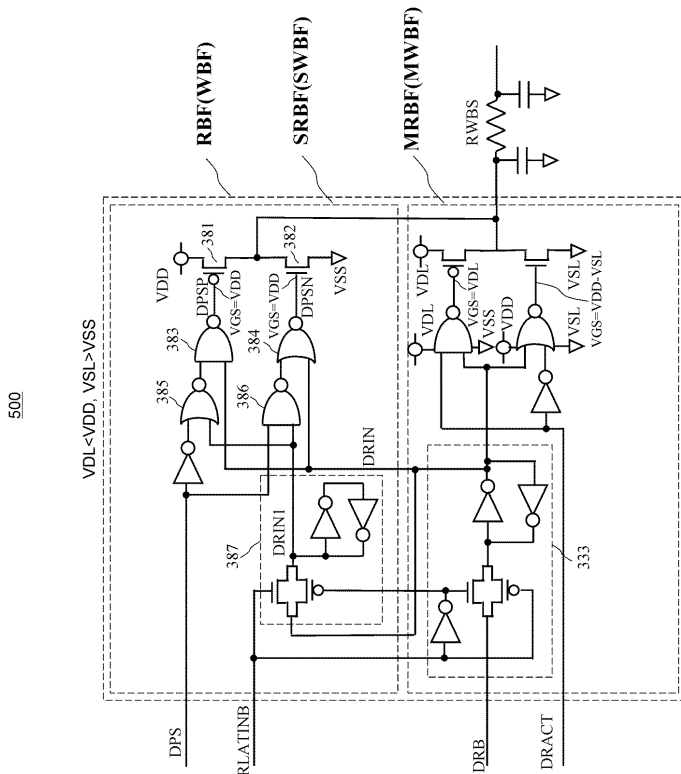 500
VDL<VDD, VSL>VSS
RBF(WBF)
SRBF(SWBF)
MRBF(MWBF)
VDD
381
DPSP
VGS=VDD
383
385
382
VGS=VDD
DPSN
384
386
VSS
DRIN
DRIN1
387
RWBS
VDL
VDL
VGS=VDL
VSS
VDD
VSL
VSL
VGS=VDD-VSL
333
DPS
RLATINB
DRB
DRACT